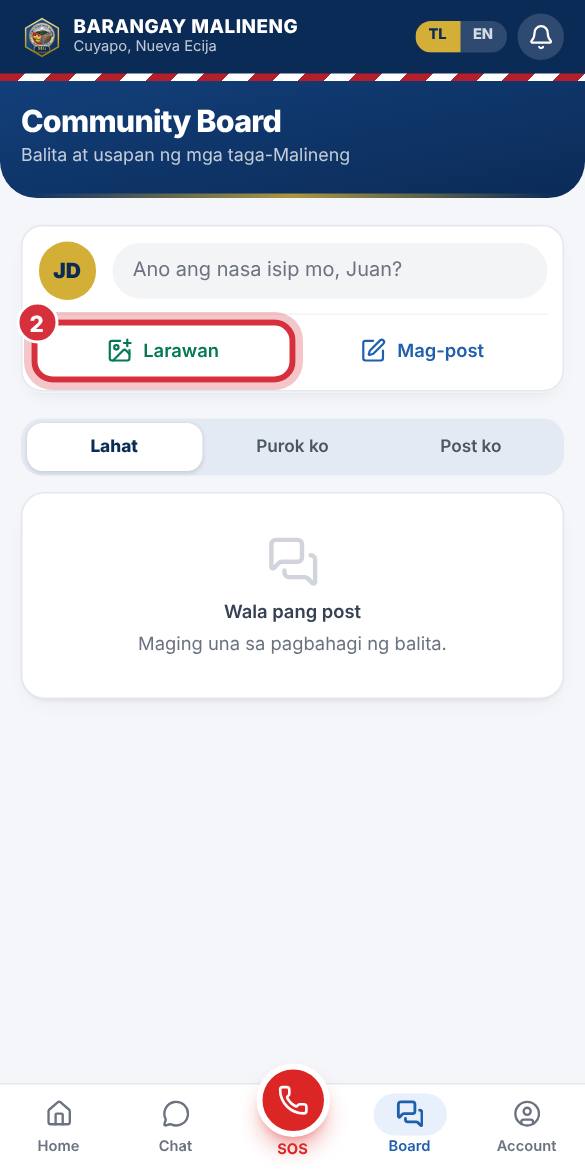 BARANGAY MALINENG
Cuyapo, Nueva Ecija
TL EN
Community Board
Balita at usapan ng mga taga-Malineng
JD
Ano ang nasa isip mo, Juan?
2
Larawan
Mag-post
Lahat
Purok ko
Post ko
Wala pang post
Maging una sa pagbahagi ng balita.
Home
Chat
SOS
Board
Account